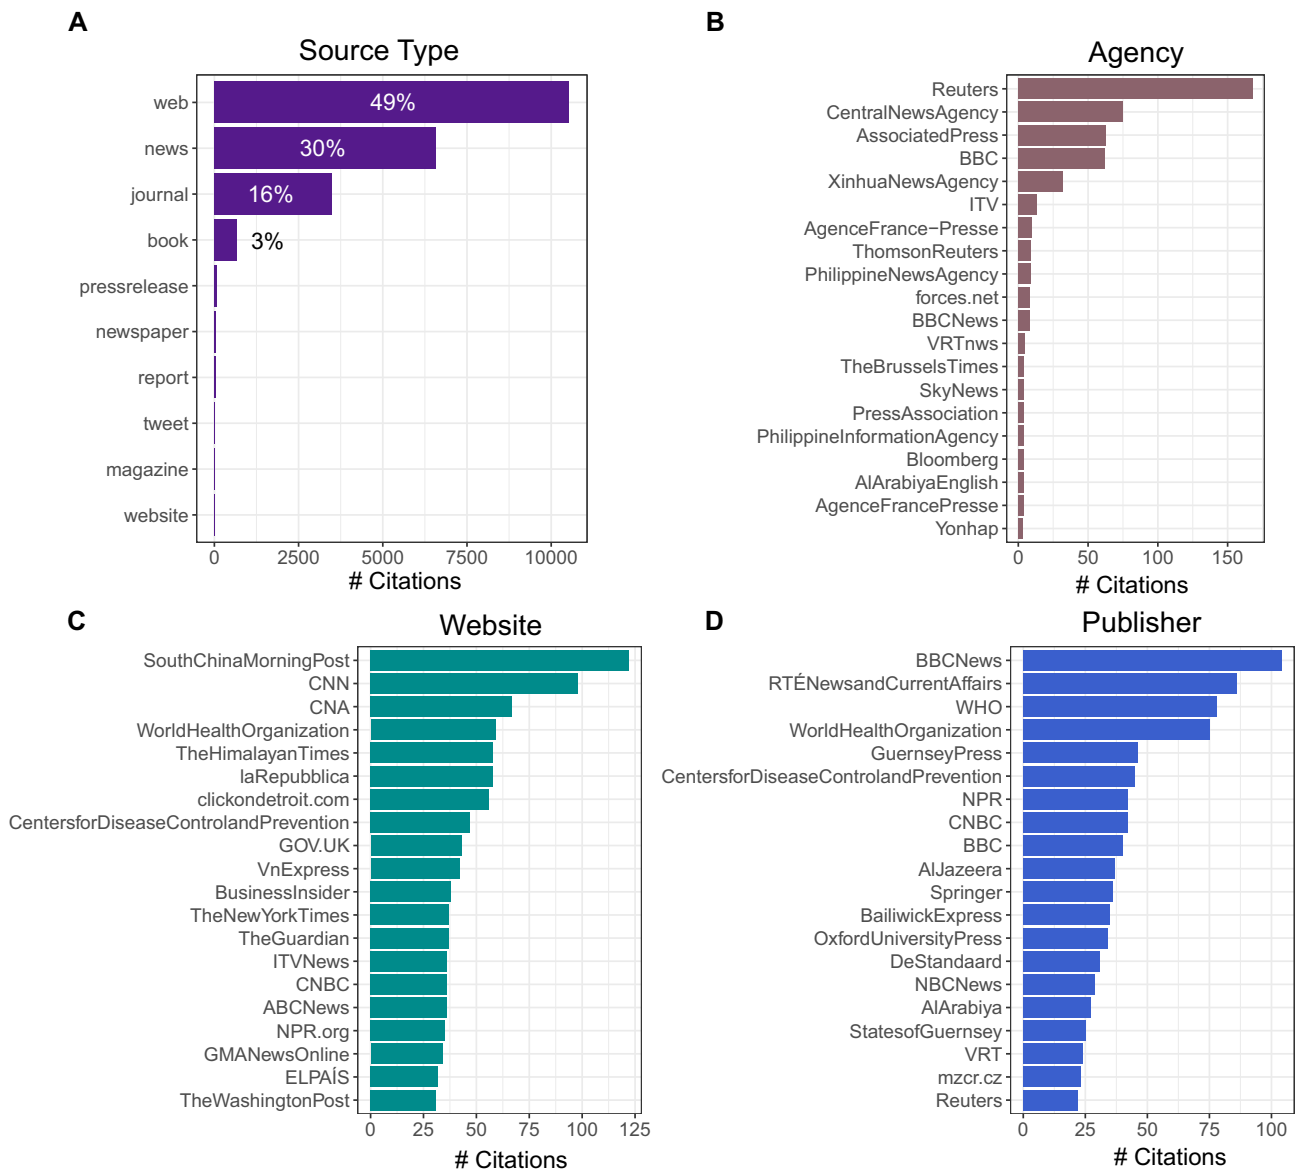 A
Source Type
web
49%
news
30%
journal
16%
book
3%
pressrelease
newspaper
report
tweet
magazine
website
0 2500 5000 7500 10000
# Citations
B
Agency
Reuters
CentralNewsAgency
AssociatedPress
BBC
XinhuaNewsAgency
ITV
AgenceFrance−Presse
ThomsonReuters
PhilippineNewsAgency
forces.net
BBCNews
VRTnws
TheBrusselsTimes
SkyNews
PressAssociation
PhilippineInformationAgency
Bloomberg
AlArabiyaEnglish
AgenceFrancePresse
Yonhap
0 50 100 150
# Citations
C
Website
SouthChinaMorningPost
CNN
CNA
WorldHealthOrganization
TheHimalayanTimes
laRepubblica
clickondetroit.com
CentersforDiseaseControlandPrevention
GOV.UK
VnExpress
BusinessInsider
TheNewYorkTimes
TheGuardian
ITVNews
CNBC
ABCNews
NPR.org
GMANewsOnline
ELPAÍS
TheWashingtonPost
0 25 50 75 100 125
# Citations
D
Publisher
BBCNews
RTÉNewsandCurrentAffairs
WHO
WorldHealthOrganization
GuernseyPress
CentersforDiseaseControlandPrevention
NPR
CNBC
BBC
AlJazeera
Springer
BailiwickExpress
OxfordUniversityPress
DeStandaard
NBCNews
AlArabiya
StatesofGuernsey
VRT
mzcr.cz
Reuters
0 25 50 75 100
# Citations